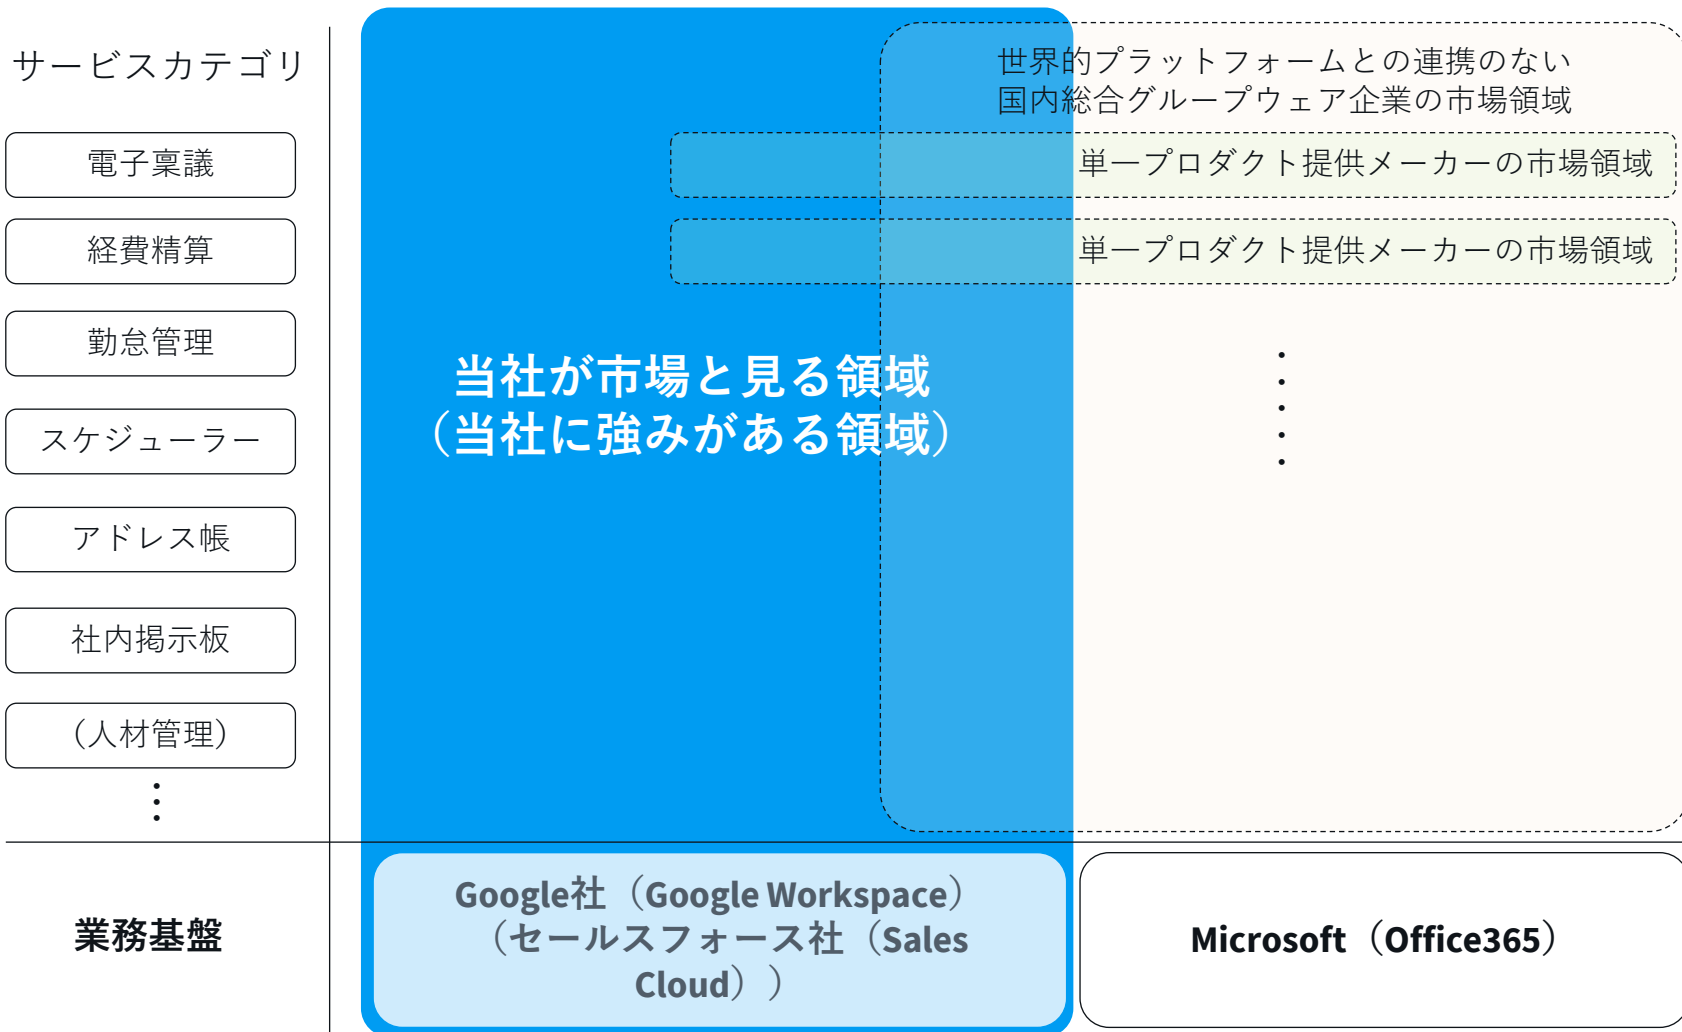 サービスカテゴリ
世界的プラットフォームとの連携のない
国内総合グループウェア企業の市場領域
電子稟議
単一プロダクト提供メーカーの市場領域
経費精算
単一プロダクト提供メーカーの市場領域
勤怠管理
当社が市場と見る領域
（当社に強みがある領域）
スケジューラー
アドレス帳
社内掲示板
（人材管理）
業務基盤
Google社（Google Workspace）
（セールスフォース社（Sales
Cloud））
Microsoft（Office365）